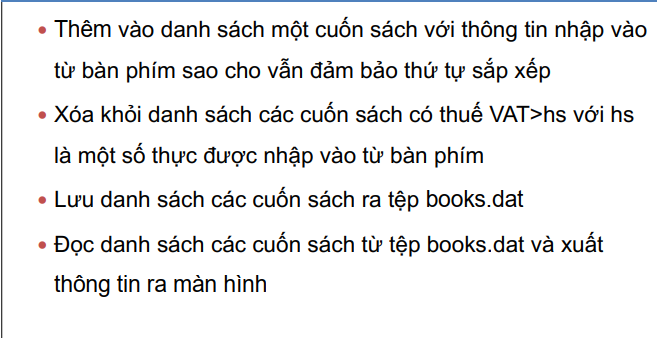 • Thêm vào danh sách một cuốn sách với thông tin nhập vào
từ bàn phím sao cho vẫn đảm bảo thứ tự sắp xếp
• Xóa khỏi danh sách các cuốn sách có thuế VAT>hs với hs
là một số thực được nhập vào từ bàn phím
• Lưu danh sách các cuốn sách ra tệp books.dat
• Đọc danh sách các cuốn sách từ tệp books.dat và xuất
thông tin ra màn hình